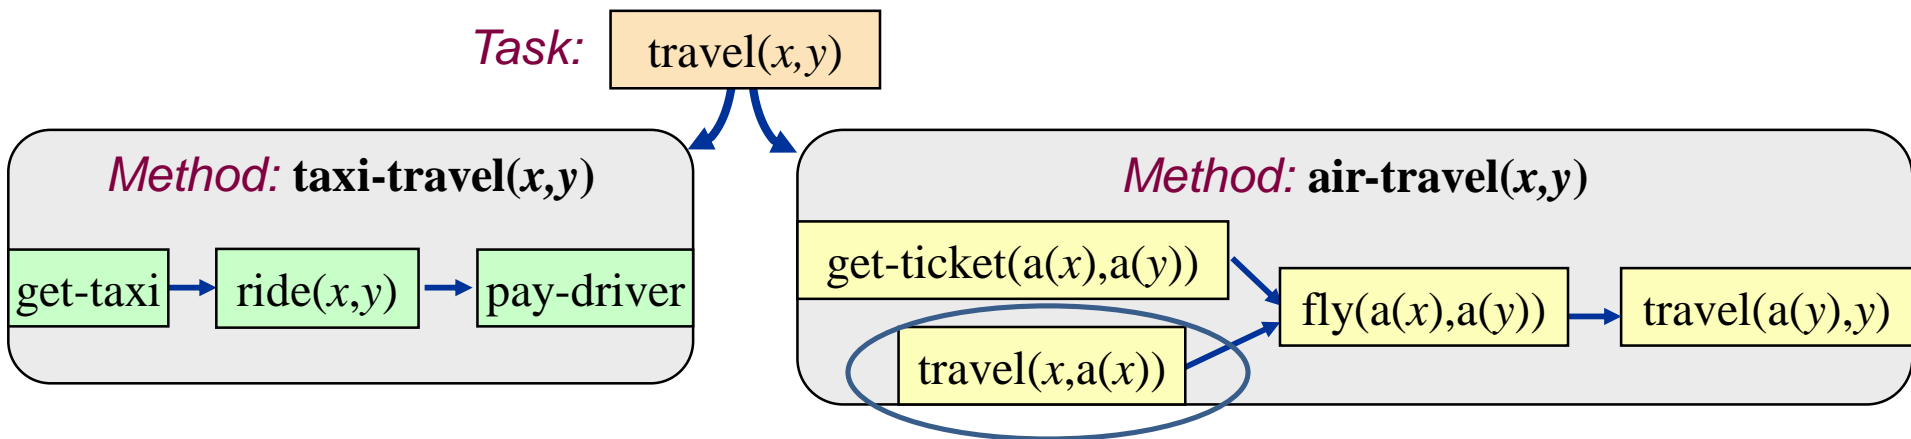 Task: travel(x,y)
Method: taxi-travel(x,y)
get-taxi ride(x,y) pay-driver
Method: air-travel(x,y)
get-ticket(a(x),a(y))
travel(x,a(x))
fly(a(x),a(y)) travel(a(y),y)